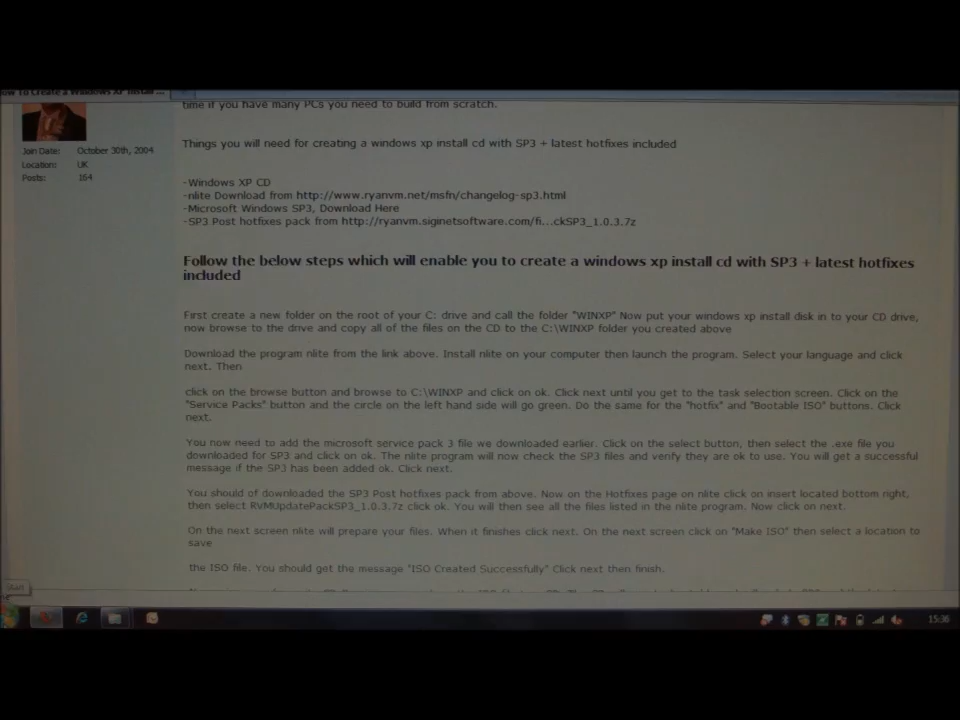 ow To Create a Windows XP Install ...
time if you have many PCs you need to build from scratch.
Join Date: October 30th, 2004
Location: UK
Posts: 164
Things you will need for creating a windows xp install cd with SP3 + latest hotfixes included
-Windows XP CD
-nlite Download from http://www.ryanvm.net/msfn/changelog-sp3.html
-Microsoft Windows SP3, Download Here
-SP3 Post hotfixes pack from http://ryanvm.siginetsoftware.com/fi...ckSP3_1.0.3.7z
Follow the below steps which will enable you to create a windows xp install cd with SP3 + latest hotfixes
included
First create a new folder on the root of your C: drive and call the folder "WINXP" Now put your windows xp install disk in to your CD drive,
now browse to the drive and copy all of the files on the CD to the C:\WINXP folder you created above
Download the program nlite from the link above. Install nlite on your computer then launch the program. Select your language and click
next. Then
click on the browse button and browse to C:\WINXP and click on ok. Click next until you get to the task selection screen. Click on the
"Service Packs" button and the circle on the left hand side will go green. Do the same for the "hotfix" and "Bootable ISO" buttons. Click
next.
You now need to add the microsoft service pack 3 file we downloaded earlier. Click on the select button, then select the .exe file you
downloaded for SP3 and click on ok. The nlite program will now check the SP3 files and verify they are ok to use. You will get a successful
message if the SP3 has been added ok. Click next.
You should of downloaded the SP3 Post hotfixes pack from above. Now on the Hotfixes page on nlite click on insert located bottom right,
then select RVMUpdatePackSP3_1.0.3.7z click ok. You will then see all the files listed in the nlite program. Now click on next.
On the next screen nlite will prepare your files. When it finishes click next. On the next screen click on "Make ISO" then select a location to
save
the ISO file. You should get the message "ISO Created Successfully" Click next then finish.
Start
15:36